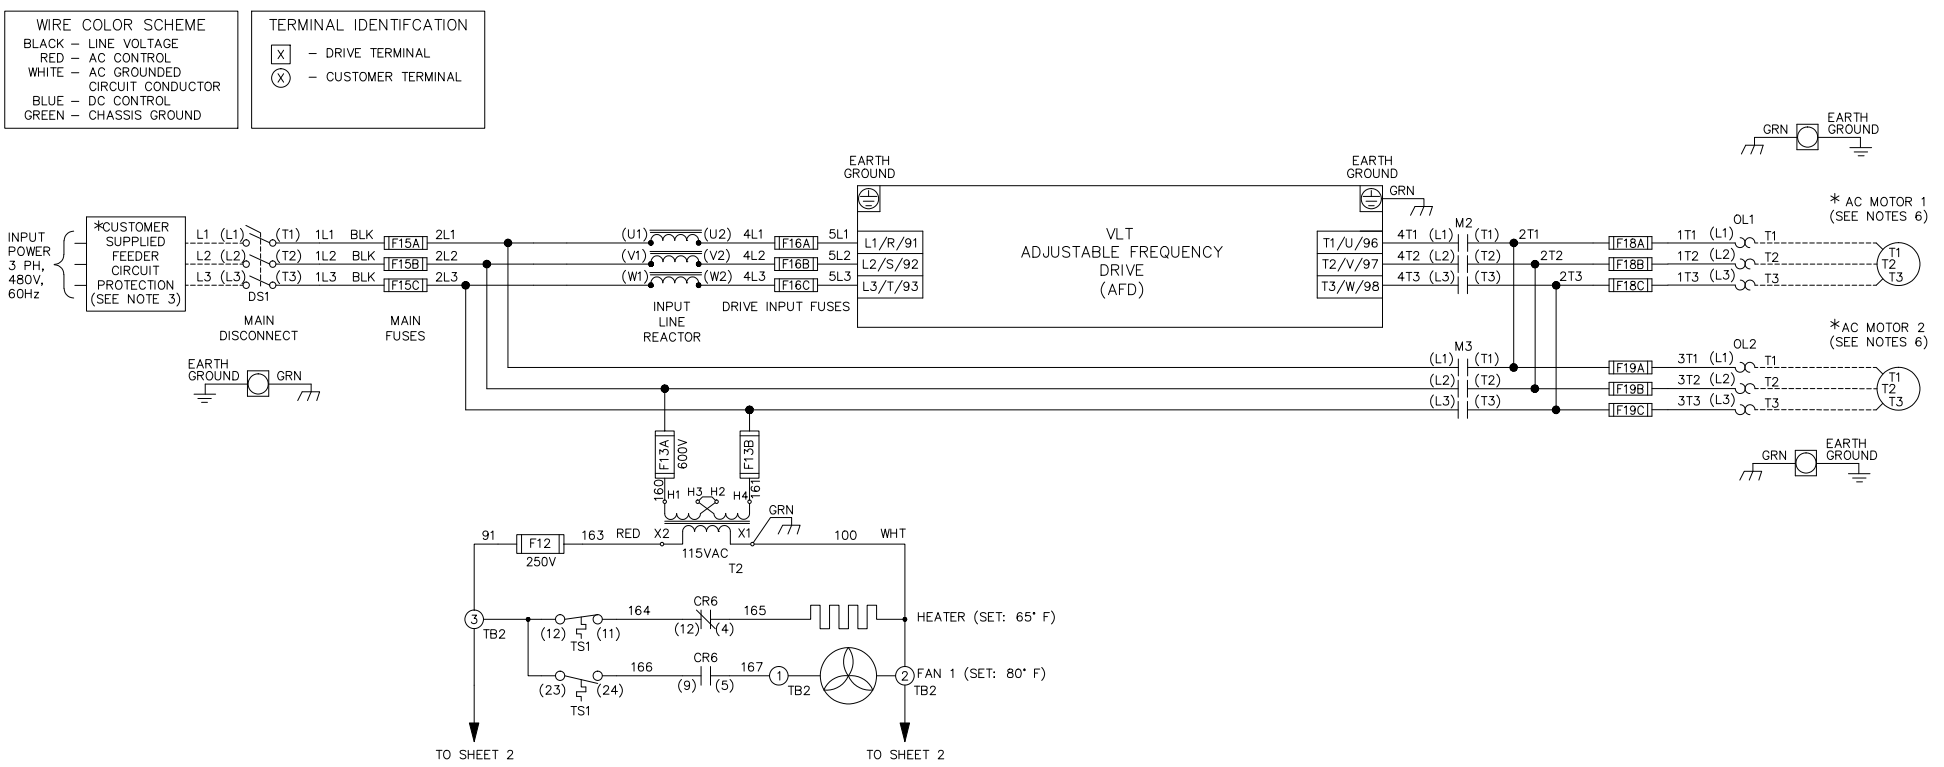 WIRE COLOR SCHEME
BLACK – LINE VOLTAGE
RED – AC CONTROL
WHITE – AC GROUNDED
CIRCUIT CONDUCTOR
BLUE – DC CONTROL
GREEN – CHASSIS GROUND
TERMINAL IDENTIFCATION
X – DRIVE TERMINAL
X – CUSTOMER TERMINAL
INPUT
POWER
3 PH,
480V,
60Hz
*CUSTOMER
SUPPLIED
FEEDER
CIRCUIT
PROTECTION
(SEE NOTE 3)
L1 (L1) (T1) 1L1 BLK F15A 2L1
L2 (L2) (T2) 1L2 BLK F15B 2L2
L3 (L3) (T3) 1L3 BLK F15C 2L3
DS1
MAIN
DISCONNECT
MAIN
FUSES
EARTH
GROUND
GRN
(U1) (U2) 4L1 F16A 5L1
(V1) (V2) 4L2 F16B 5L2
(W1) (W2) 4L3 F16C 5L3
INPUT
LINE
REACTOR
DRIVE INPUT FUSES
EARTH
GROUND
L1/R/91
L2/S/92
L3/T/93
VLT
ADJUSTABLE FREQUENCY
DRIVE
(AFD)
EARTH
GROUND
GRN
T1/U/96
T2/V/97
T3/W/98
M2
4T1 (L1) (T1) 2T1 F18A 1T1 (L1) T1
4T2 (L2) (T2) 2T2 F18B 1T2 (L2) T2
4T3 (L3) (T3) 2T3 F18C 1T3 (L3) T3
OL1
GRN
EARTH
GROUND
* AC MOTOR 1
(SEE NOTES 6)
T1
T2
T3
M3
(L1) (T1) F19A 3T1 (L1) T1
(L2) (T2) F19B 3T2 (L2) T2
(L3) (T3) F19C 3T3 (L3) T3
OL2
*AC MOTOR 2
(SEE NOTES 6)
T1
T2
T3
GRN
EARTH
GROUND
F13A
600V
F13B
160
161
H1 H3 H2 H4
GRN
91 F12 163 RED X2 X1 100 WHT
250V
115VAC
T2
3
TB2
164 CR6 165
(12) (11) (12) (4)
TS1
HEATER (SET: 65° F)
166 CR6 167
(23) (24) (9) (5)
TS1
1
TB2
2
TB2
FAN 1 (SET: 80° F)
TO SHEET 2
TO SHEET 2